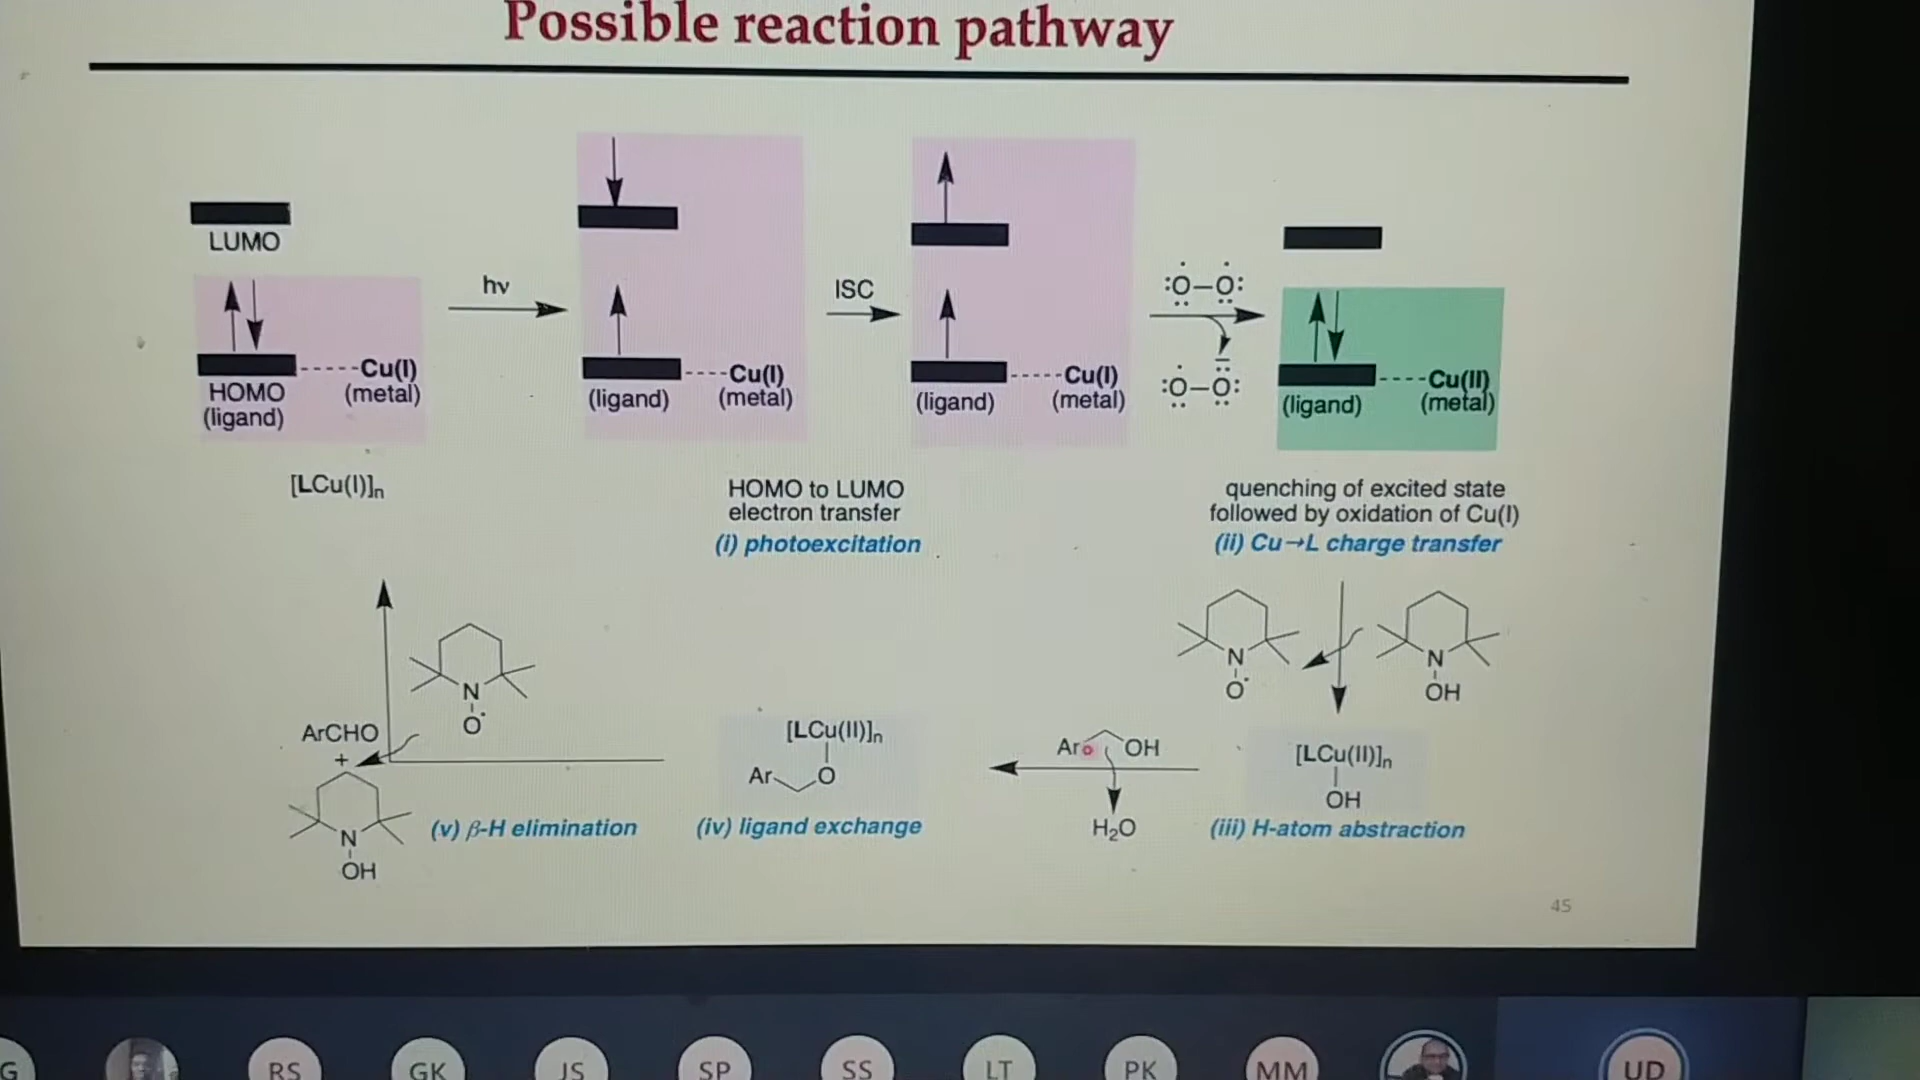 Possible reaction pathway
LUMO
HOMO
(ligand)
Cu(I)
(metal)
[LCu(I)]n
hν
(ligand)
Cu(I)
(metal)
ISC
(ligand)
Cu(I)
(metal)
:O–O:
:O–O:
(ligand)
Cu(II)
(metal)
HOMO to LUMO
electron transfer
(i) photoexcitation
quenching of excited state
followed by oxidation of Cu(I)
(ii) Cu→L charge transfer
N
O·
N
OH
[LCu(II)]n
OH
(iii) H-atom abstraction
Ar OH
H2O
[LCu(II)]n
Ar O
(iv) ligand exchange
N
O·
ArCHO
+
N
OH
(v) β-H elimination
45
G
RS
GK
JS
SP
SS
LT
PK
MM
UD